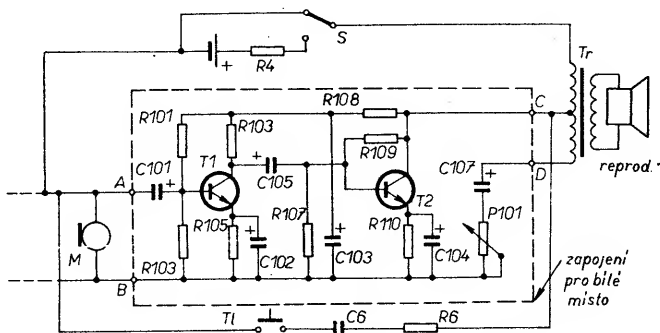 S
Tr
+
R4
R108
C
R101
R103
R109
C101
+
T1
+
C105
C107
+
D
reprod.
A
T2
P101
M
R105
R107
R110
+
+
+
R103
C102
C103
C104
B
zapojení
pro bílé
místo
Tl
C6
R6